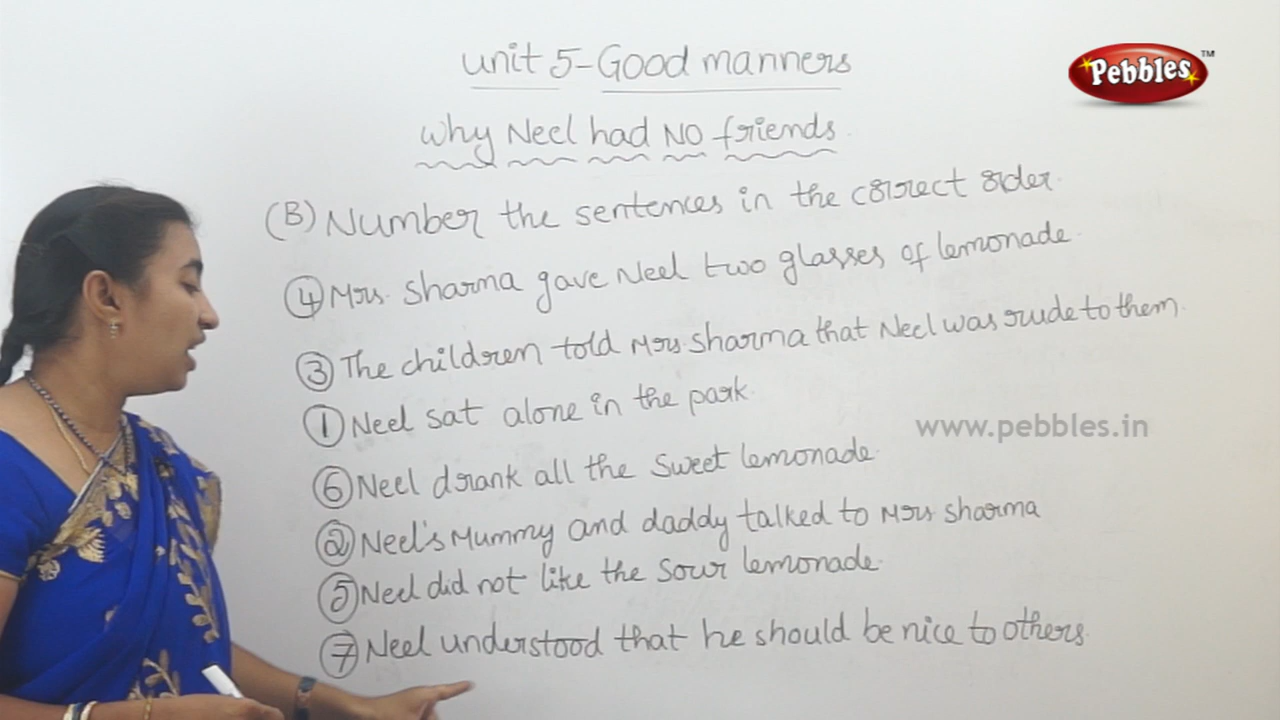 Unit 5-Good manners
Pebbles™
Why Neel had No friends
(B) Number the sentences in the correct order.
④ Mrs. Sharma gave Neel two glasses of lemonade.
③ The children told Mrs. Sharma that Neel was rude to them.
① Neel sat alone in the park.
www.pebbles.in
⑥ Neel drank all the sweet lemonade.
② Neel's Mummy and daddy talked to Mrs Sharma
⑤ Neel did not like the sour lemonade.
⑦ Neel understood that he should be nice to others.